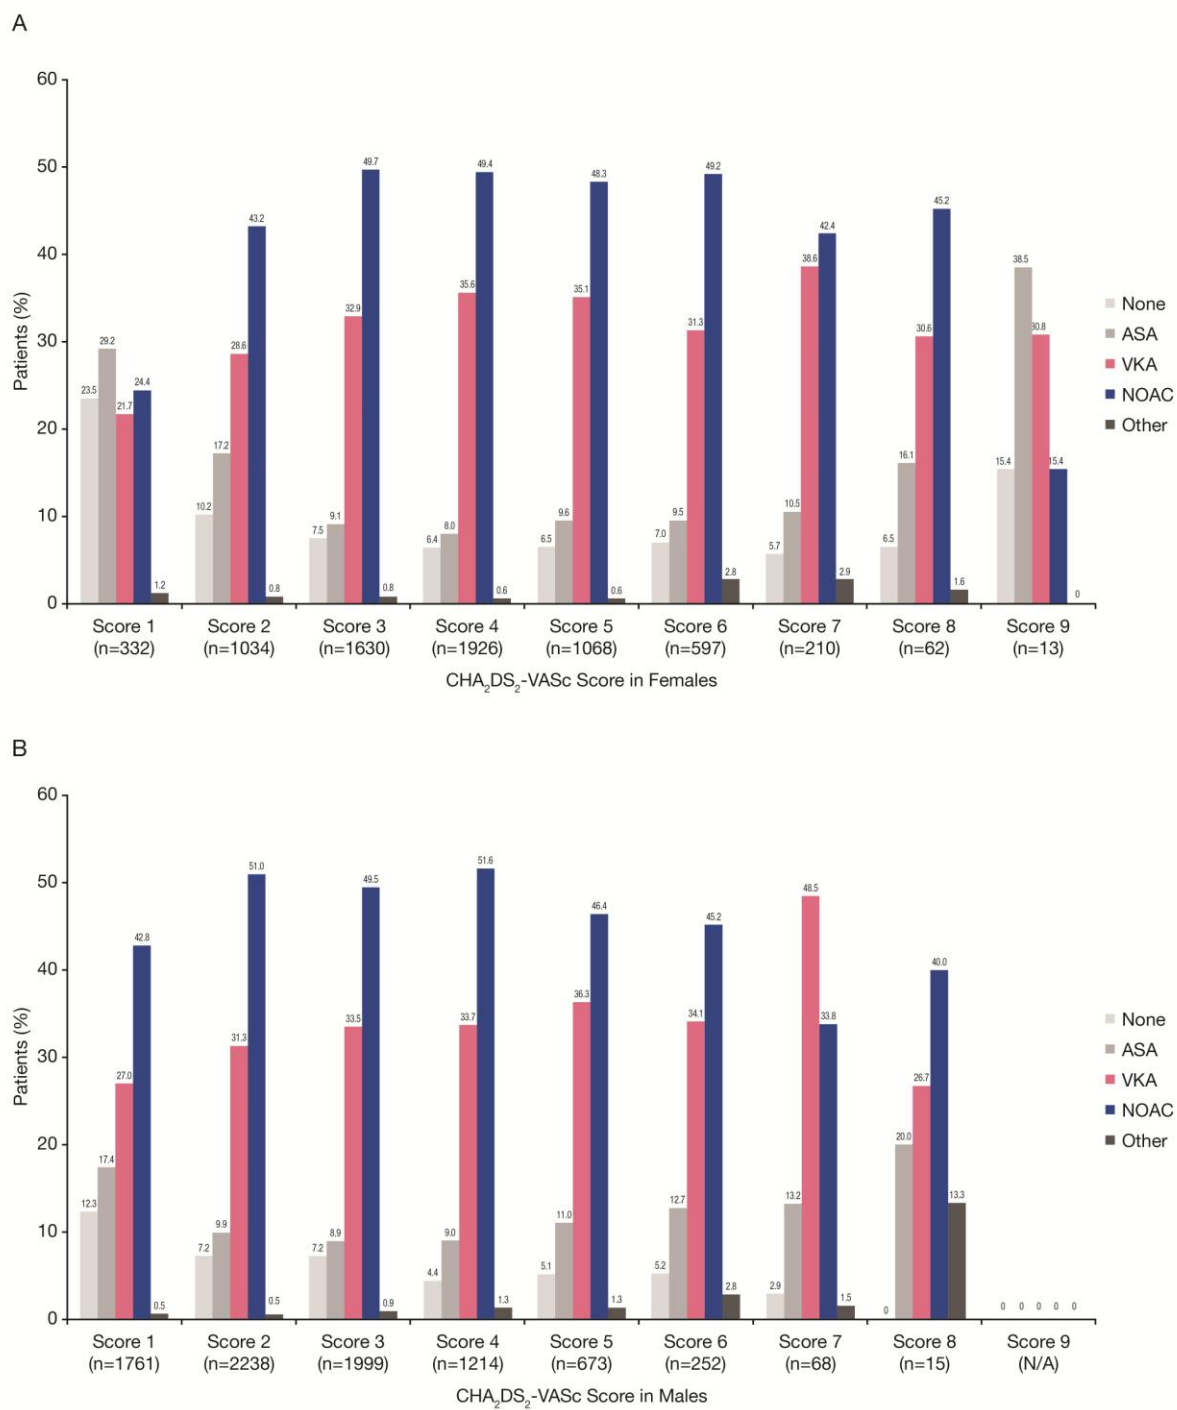 A
60
50
40
30
20
10
0
Patients (%)
23.5 29.2 21.7 24.4 1.2
10.2 17.2 28.6 43.2 0.8
7.5 9.1 32.9 49.7 0.8
6.4 8.0 35.6 49.4 0.6
6.5 9.6 35.1 48.3 0.6
7.0 9.5 31.3 49.2 2.8
5.7 10.5 38.6 42.4 2.9
6.5 16.1 30.6 45.2 1.6
15.4 38.5 30.8 15.4 0
None
ASA
VKA
NOAC
Other
Score 1 Score 2 Score 3 Score 4 Score 5 Score 6 Score 7 Score 8 Score 9
(n=332) (n=1034) (n=1630) (n=1926) (n=1068) (n=597) (n=210) (n=62) (n=13)
CHA₂DS₂-VASc Score in Females
B
60
50
40
30
20
10
0
Patients (%)
12.3 17.4 27.0 42.8 0.5
7.2 9.9 31.3 51.0 0.5
7.2 8.9 33.5 49.5 0.9
4.4 9.0 33.7 51.6 1.3
5.1 11.0 36.3 46.4 1.3
5.2 12.7 34.1 45.2 2.8
2.9 13.2 48.5 33.8 1.5
0 20.0 26.7 40.0 13.3
0 0 0 0 0
None
ASA
VKA
NOAC
Other
Score 1 Score 2 Score 3 Score 4 Score 5 Score 6 Score 7 Score 8 Score 9
(n=1761) (n=2238) (n=1999) (n=1214) (n=673) (n=252) (n=68) (n=15) (N/A)
CHA₂DS₂-VASc Score in Males